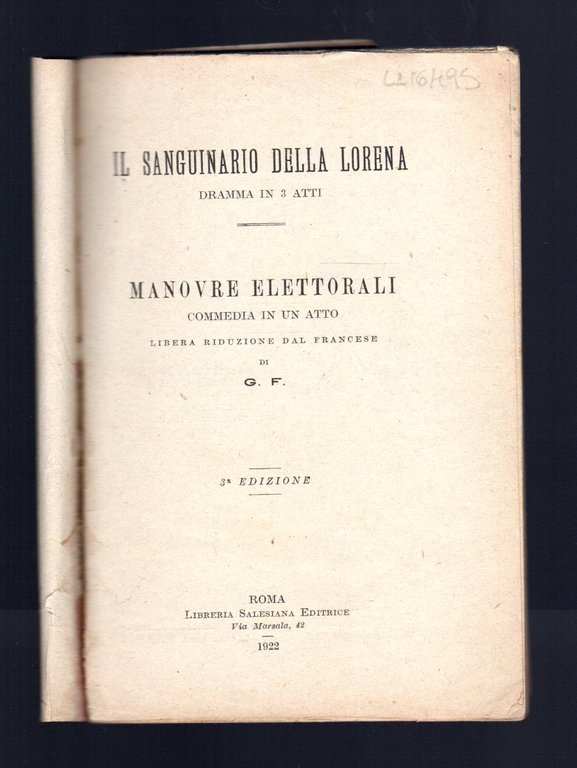 IL SANGUINARIO DELLA LORENA
DRAMMA IN 3 ATTI
MANOVRE ELETTORALI
COMMEDIA IN UN ATTO
LIBERA RIDUZIONE DAL FRANCESE
DI
G. F.
3ª EDIZIONE
ROMA
LIBRERIA SALESIANA EDITRICE
Via Marsala, 42
1922